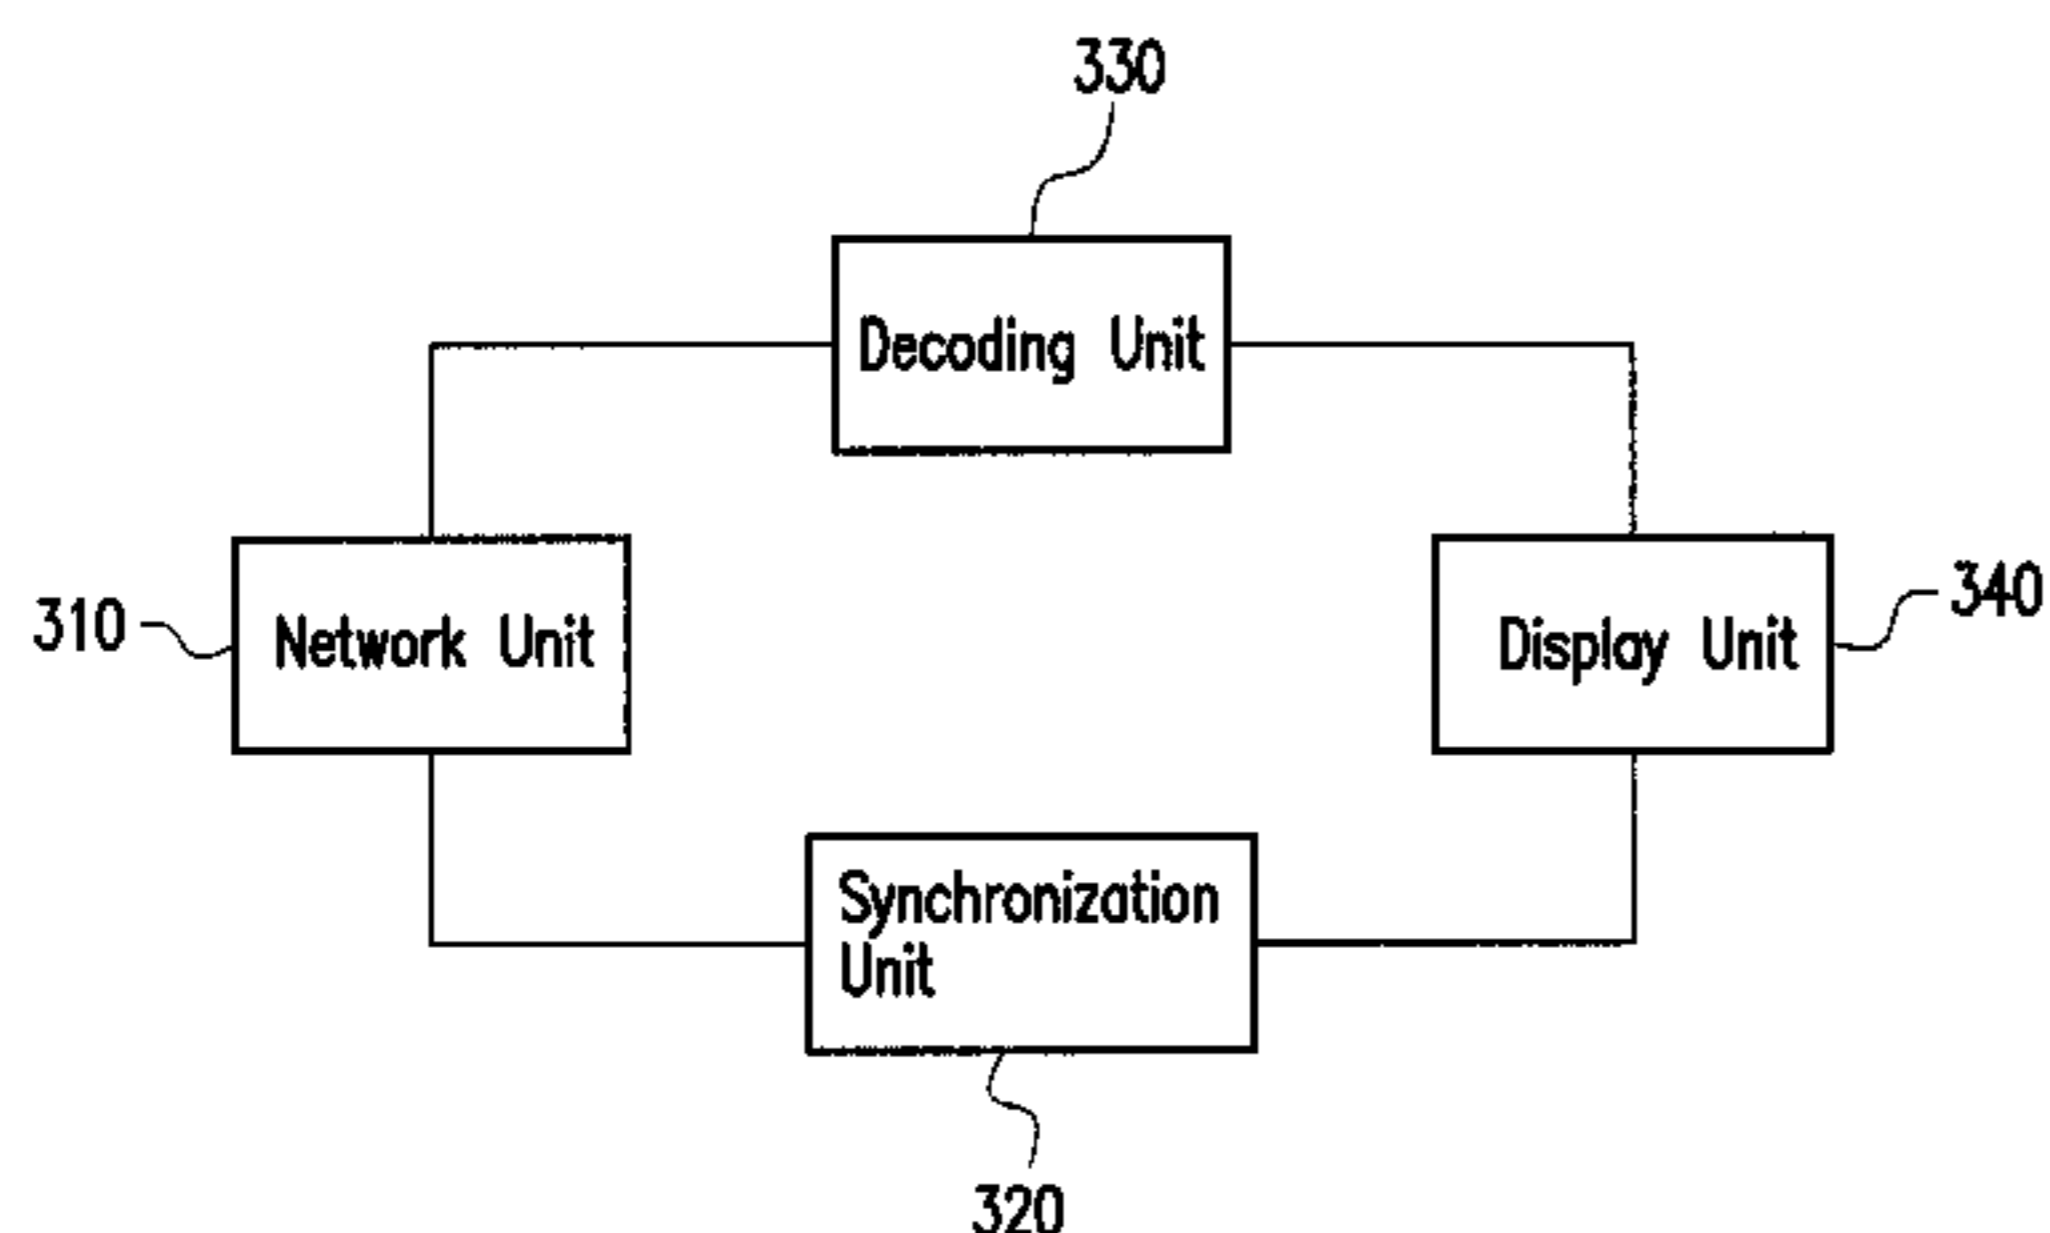 330
Decoding Unit
310
Network Unit
Display Unit
340
Synchronization
Unit
320